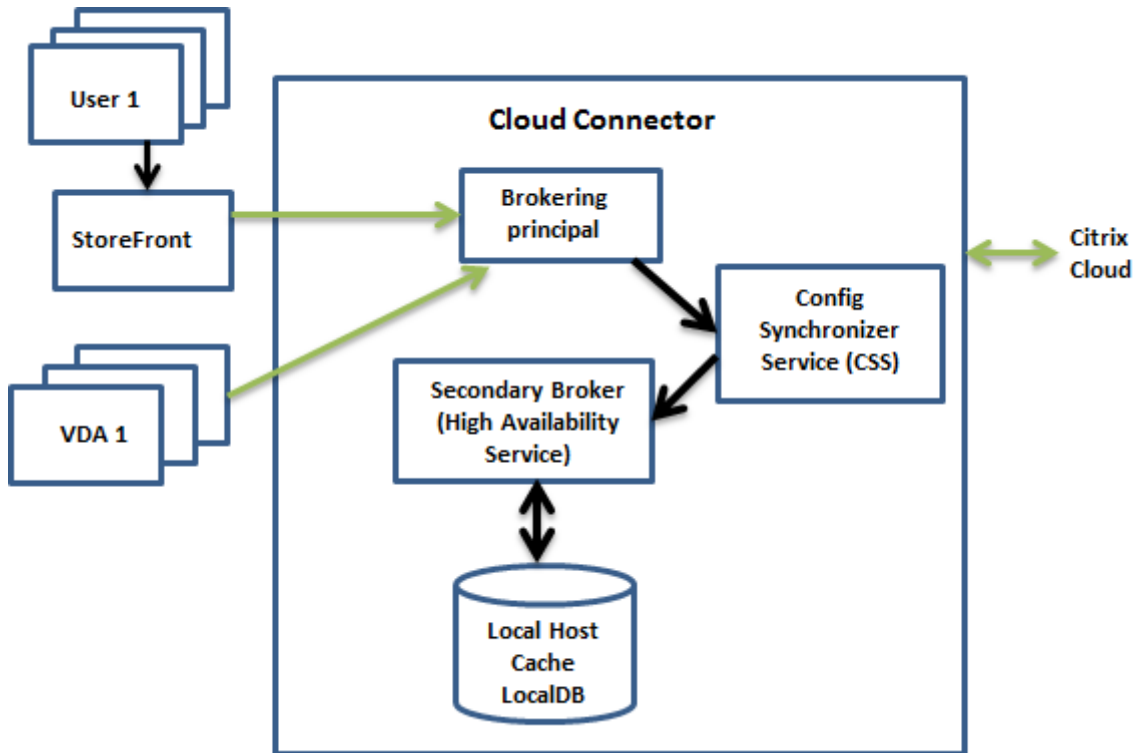 User 1
Cloud Connector
Brokering
principal
StoreFront
Citrix
Cloud
Config
Synchronizer
Service (CSS)
Secondary Broker
(High Availability
Service)
VDA 1
Local Host
Cache
LocalDB